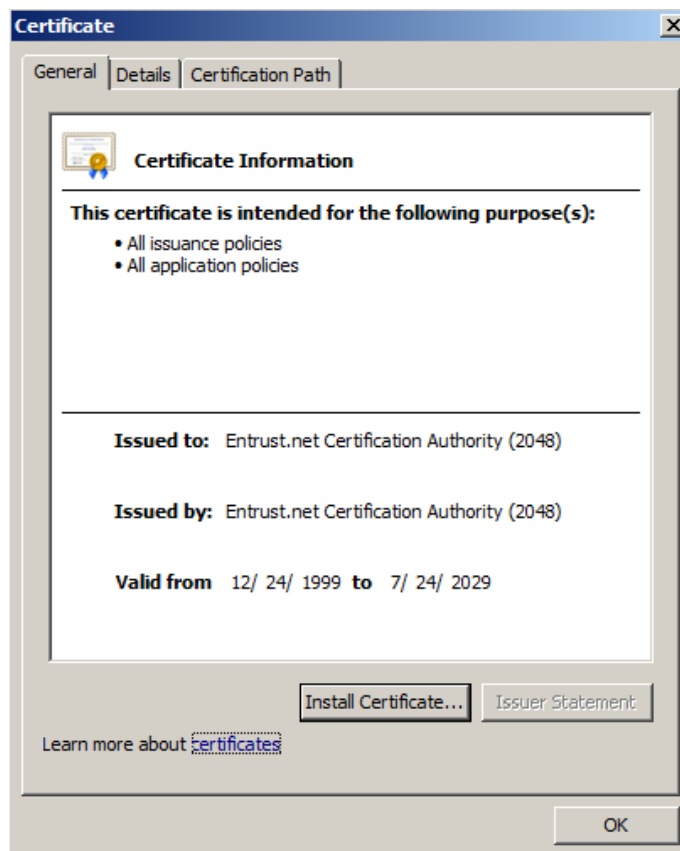 Certificate
General Details Certification Path
Certificate Information
This certificate is intended for the following purpose(s):
• All issuance policies
• All application policies
Issued to: Entrust.net Certification Authority (2048)
Issued by: Entrust.net Certification Authority (2048)
Valid from 12/ 24/ 1999 to 7/ 24/ 2029
Install Certificate... Issuer Statement
Learn more about certificates
OK